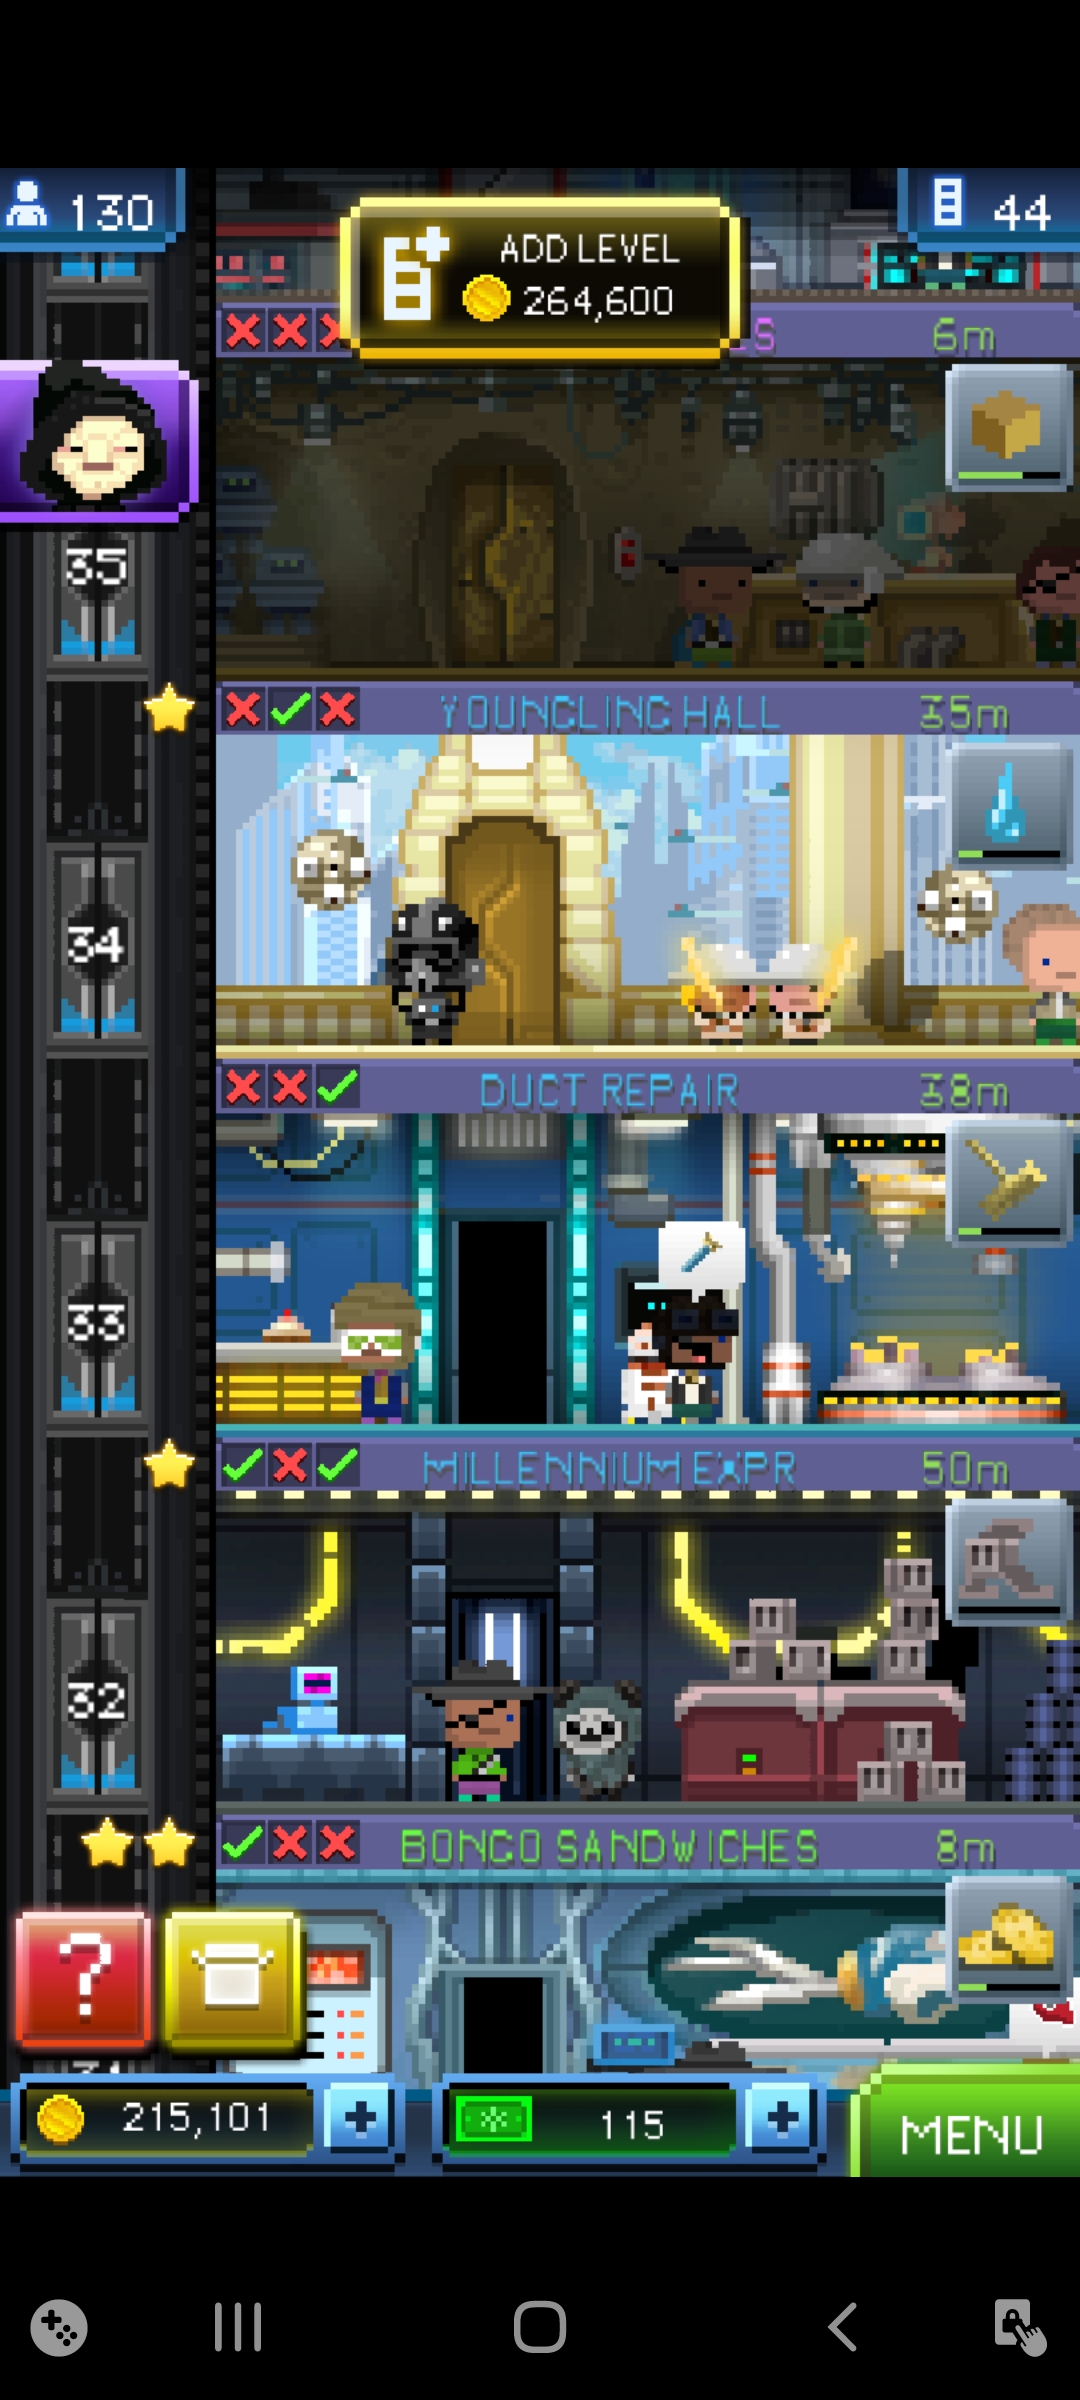 130
ADD LEVEL
264,600
44
6m
35
YOUNGLING HALL
35m
34
DUCT REPAIR
38m
33
MILLENNIUM EXPR
50m
32
BONGO SANDWICHES
8m
?
215,101
+
115
+
MENU